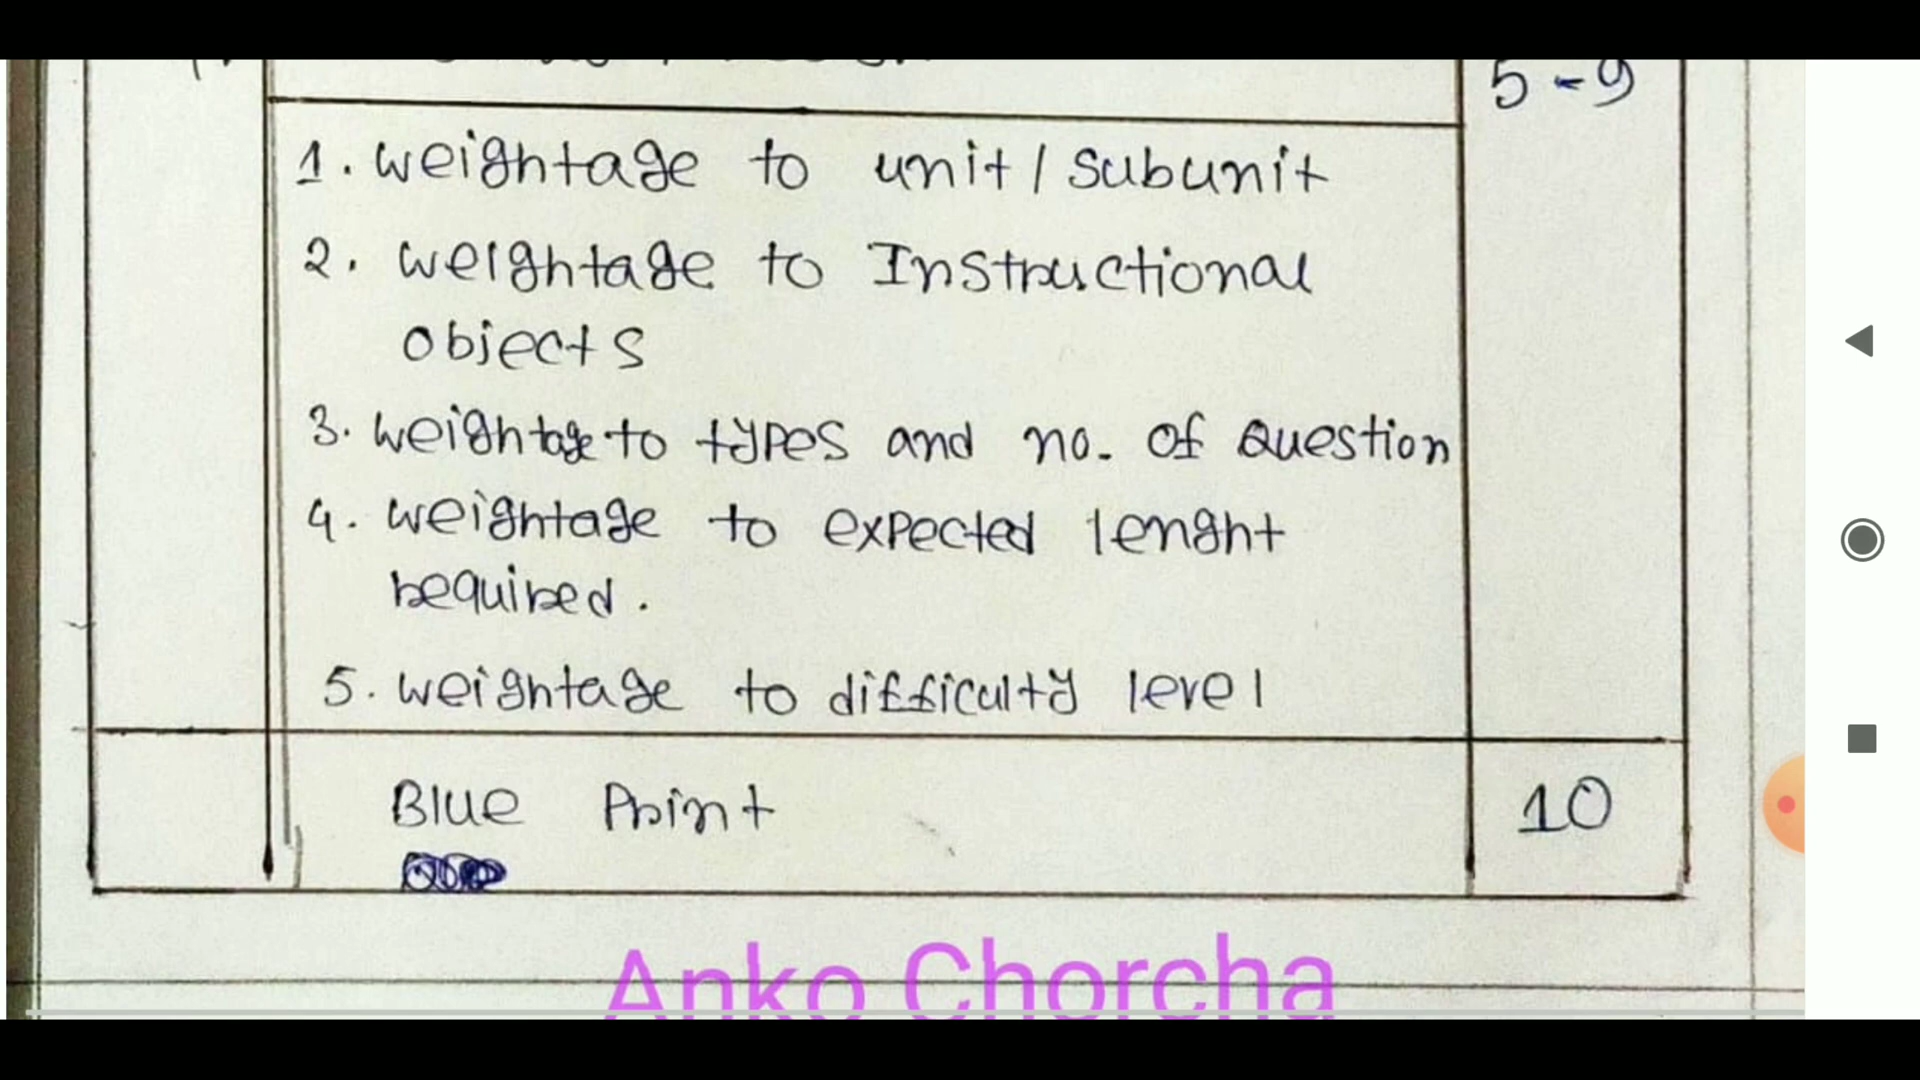 5-9
1. weightage to unit / subunit
2. weightage to Instructional
objects
3. weightage to types and no. of question
4. weightage to expected lenght
required.
5. weightage to difficulty level
Blue Print
10
Anko Chorcha